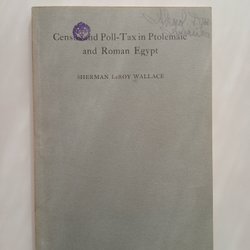 Census and Poll-Tax in Ptolemaic
and Roman Egypt
SHERMAN LeROY WALLACE